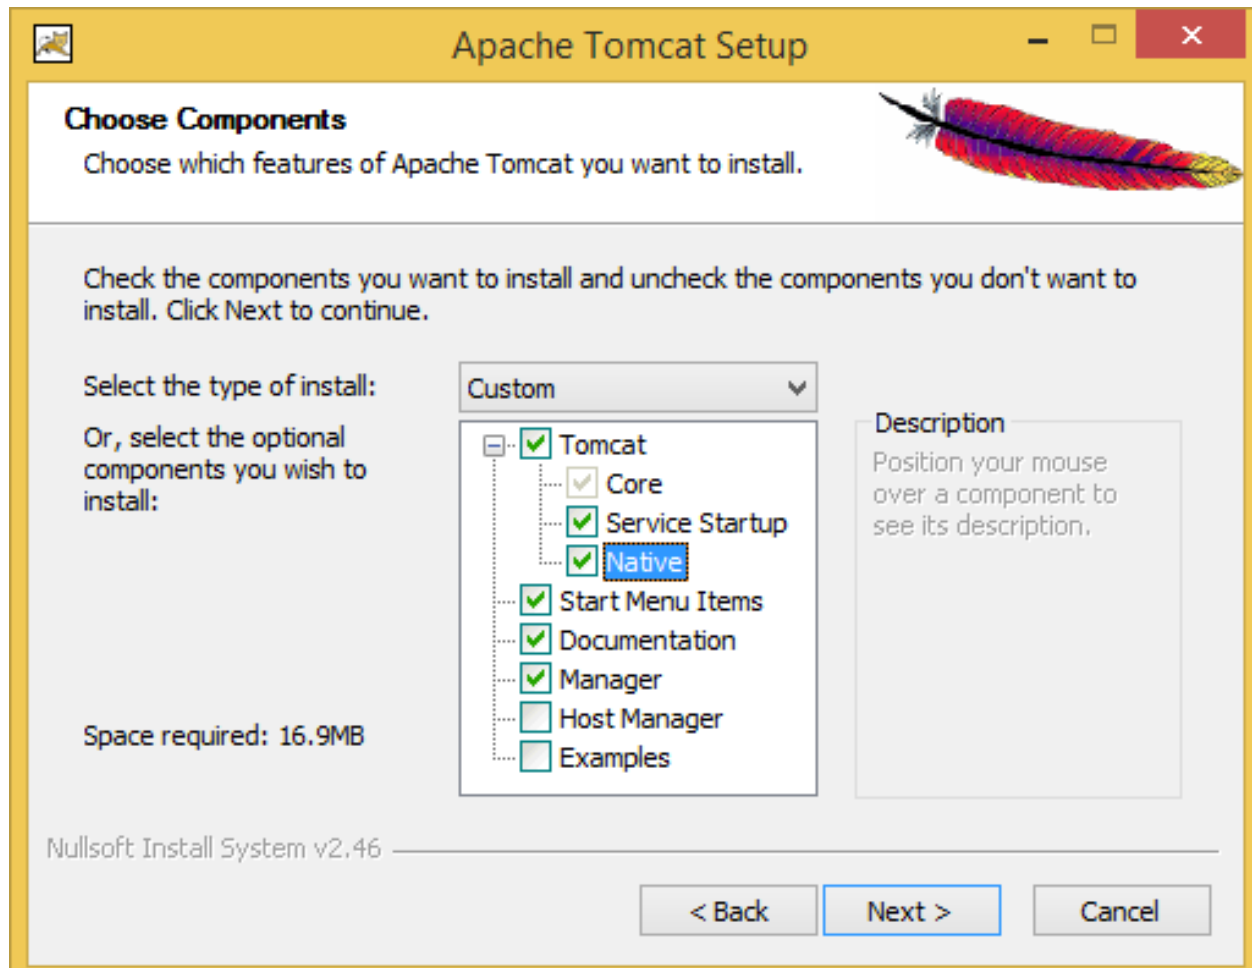 Apache Tomcat Setup
Choose Components
Choose which features of Apache Tomcat you want to install.
Check the components you want to install and uncheck the components you don't want to
install. Click Next to continue.
Select the type of install:
Custom
Or, select the optional
components you wish to
install:
Tomcat
Core
Service Startup
Native
Start Menu Items
Documentation
Manager
Host Manager
Examples
Description
Position your mouse
over a component to
see its description.
Space required: 16.9MB
Nullsoft Install System v2.46
< Back
Next >
Cancel